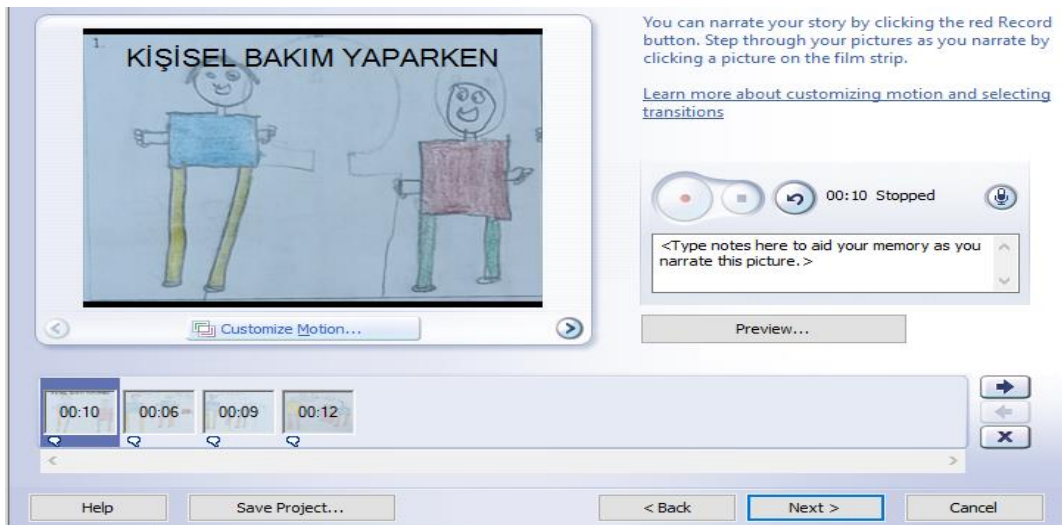 1.
KİŞİSEL BAKIM YAPARKEN
Customize Motion...
You can narrate your story by clicking the red Record
button. Step through your pictures as you narrate by
clicking a picture on the film strip.
Learn more about customizing motion and selecting
transitions
00:10 Stopped
<Type notes here to aid your memory as you
narrate this picture.>
Preview...
00:10 00:06 00:09 00:12
Help Save Project... < Back Next > Cancel